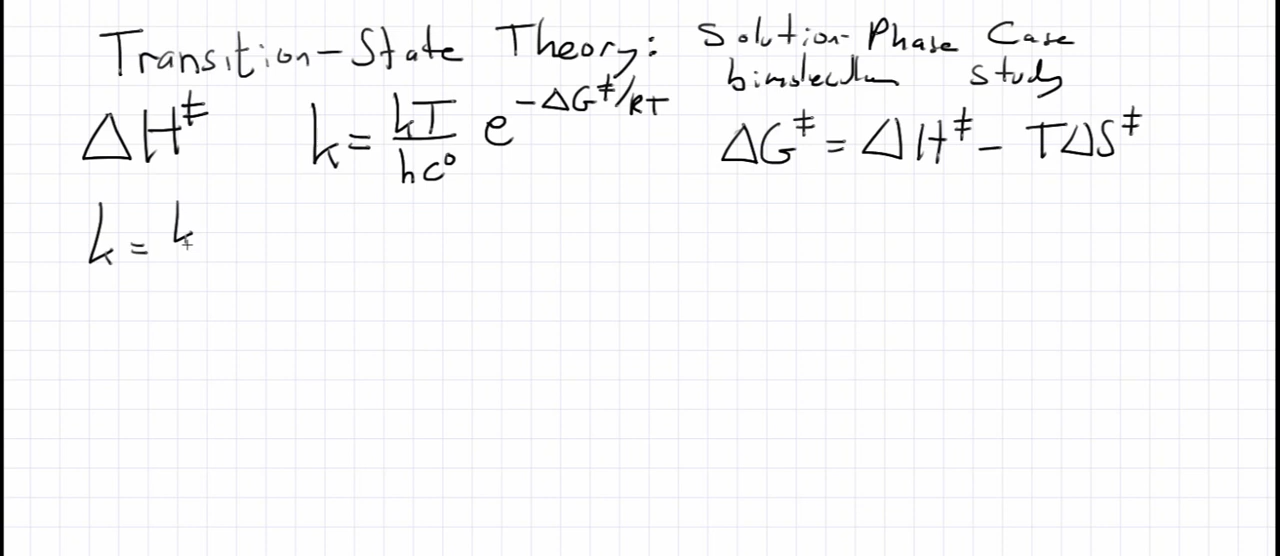 Transition-State Theory: Solution-Phase Case
bimolecular study
ΔH‡ k = kT/hc° e^(-ΔG‡/RT) ΔG‡ = ΔH‡ - TΔS‡
k = k